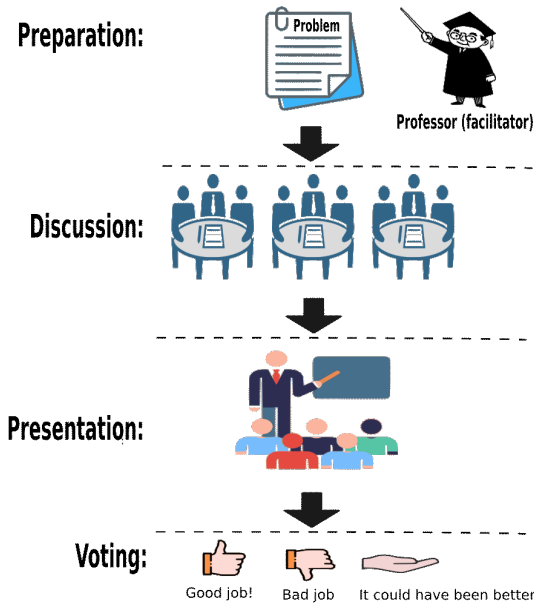 Preparation:
Problem
Professor (facilitator)
Discussion:
Presentation:
Voting:
Good job!
Bad job
It could have been better